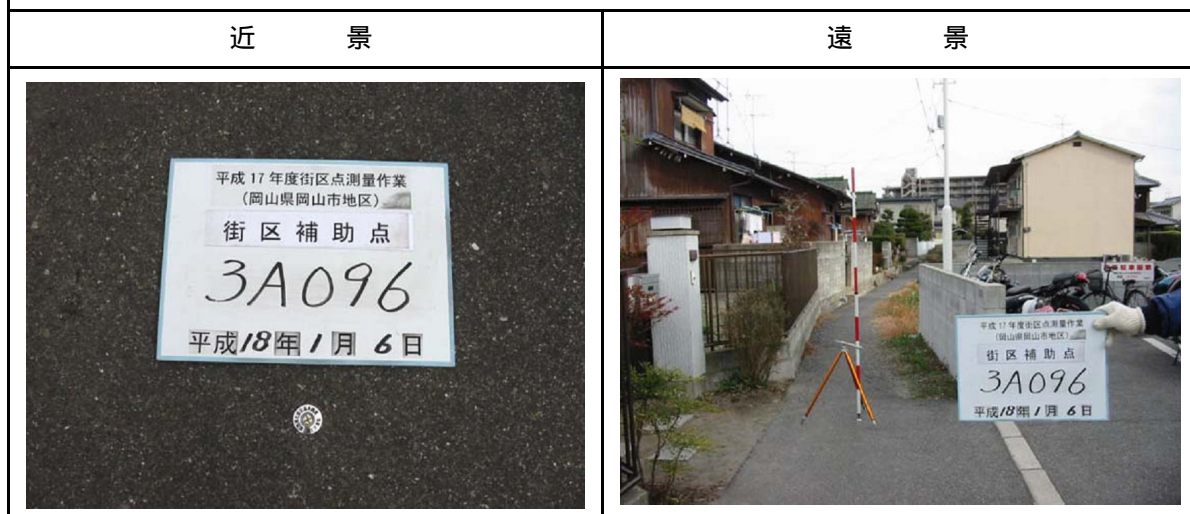 近 景
遠 景
平成17年度街区点測量作業
(岡山県岡山市地区)
街区補助点
3A096
平成18年1月6日
平成17年度街区点測量作業
(岡山県岡山市地区)
街区補助点
3A096
平成18年1月6日